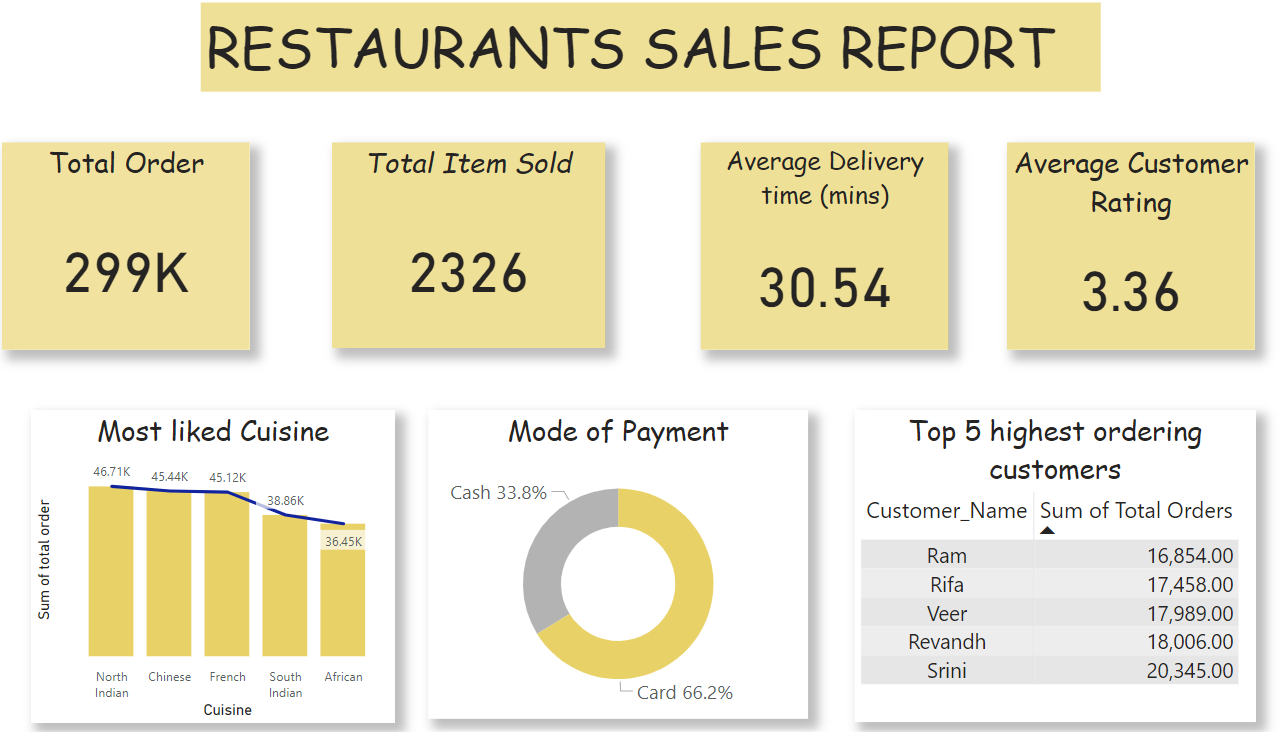 RESTAURANTS SALES REPORT
Total Order
299K
Total Item Sold
2326
Average Delivery
time (mins)
30.54
Average Customer
Rating
3.36
Most liked Cuisine
46.71K
45.44K
45.12K
38.86K
36.45K
Sum of total order
North
Indian
Chinese
French
South
Indian
African
Cuisine
Mode of Payment
Cash 33.8%
Card 66.2%
Top 5 highest ordering
customers
Customer_Name Sum of Total Orders
Ram 16,854.00
Rifa 17,458.00
Veer 17,989.00
Revandh 18,006.00
Srini 20,345.00